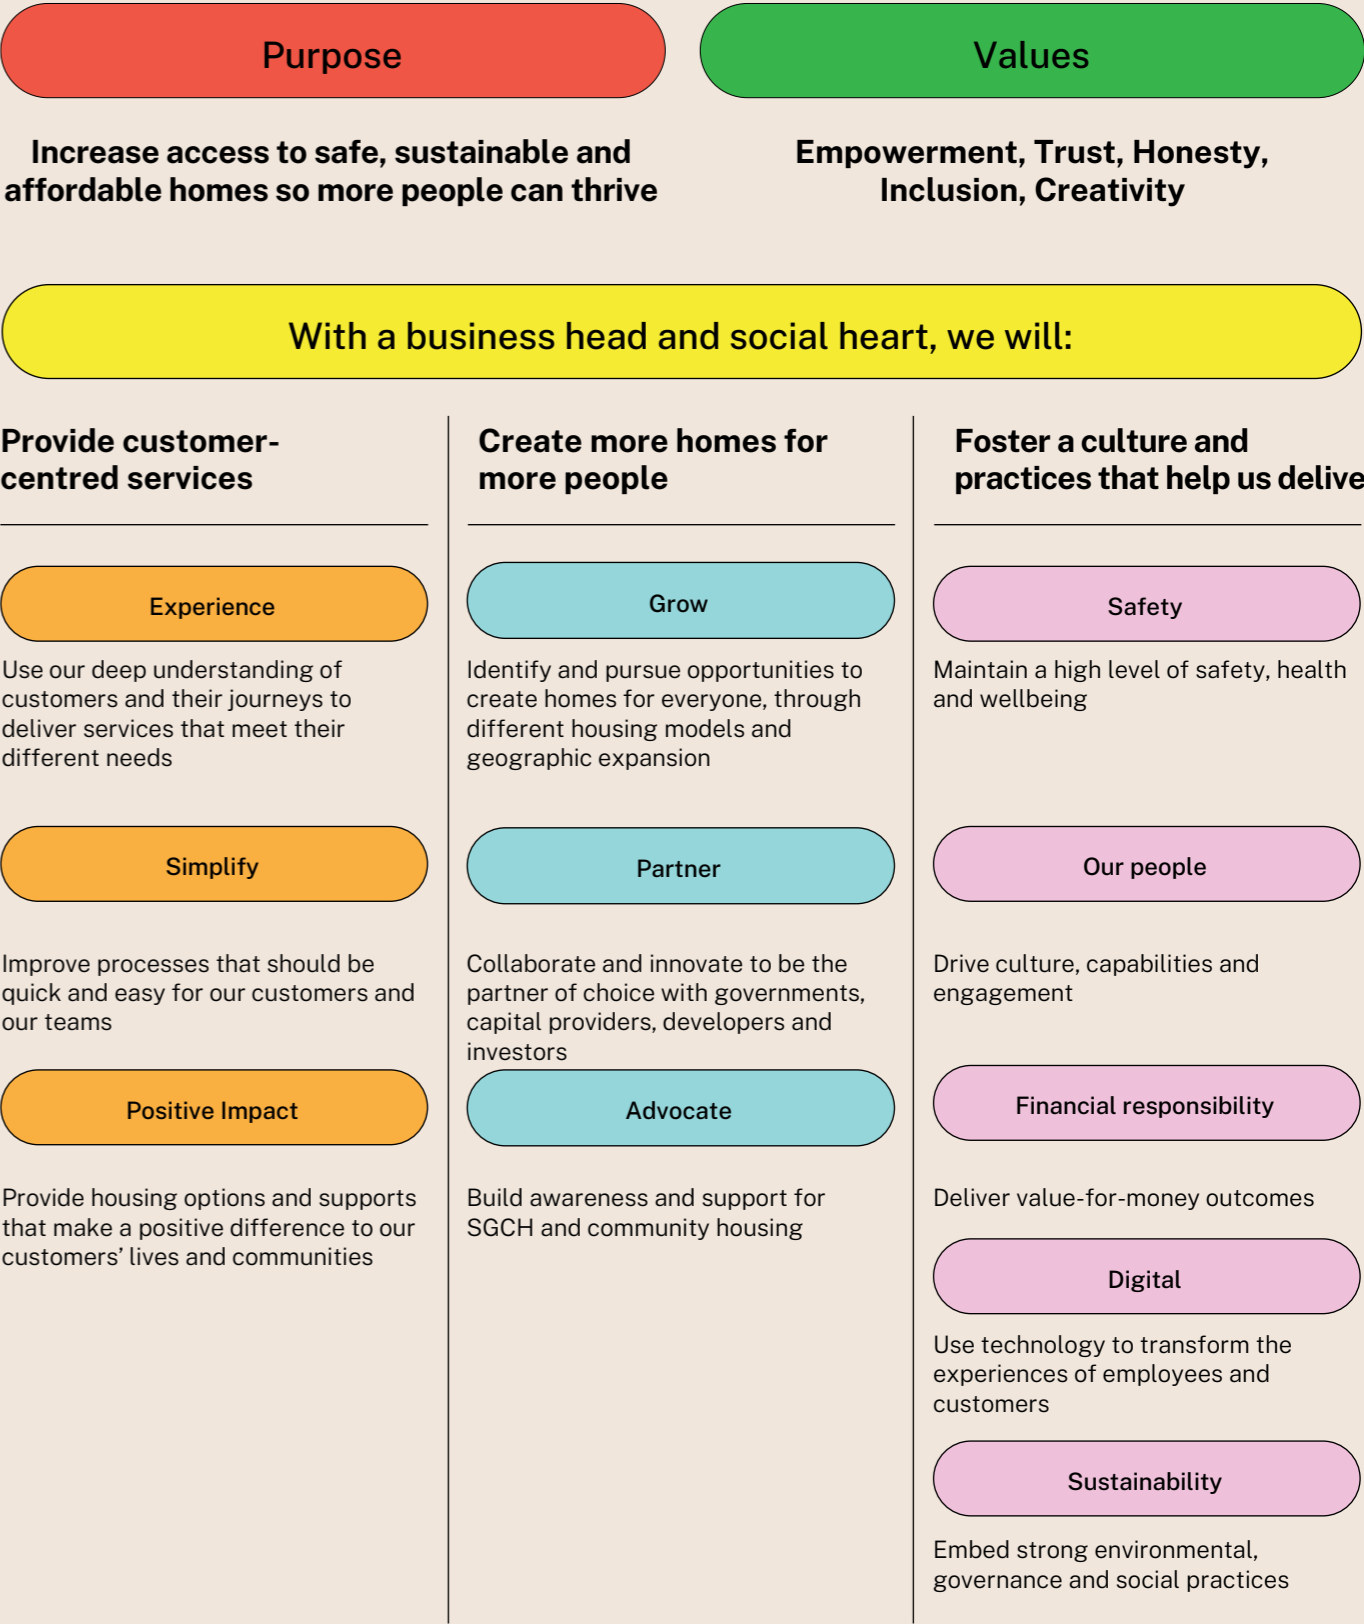 Purpose
Increase access to safe, sustainable and
affordable homes so more people can thrive
Values
Empowerment, Trust, Honesty,
Inclusion, Creativity
With a business head and social heart, we will:
Provide customer-
centred services
Experience
Use our deep understanding of
customers and their journeys to
deliver services that meet their
different needs
Simplify
Improve processes that should be
quick and easy for our customers and
our teams
Positive Impact
Provide housing options and supports
that make a positive difference to our
customers’ lives and communities
Create more homes for
more people
Grow
Identify and pursue opportunities to
create homes for everyone, through
different housing models and
geographic expansion
Partner
Collaborate and innovate to be the
partner of choice with governments,
capital providers, developers and
investors
Advocate
Build awareness and support for
SGCH and community housing
Foster a culture and
practices that help us delive
Safety
Maintain a high level of safety, health
and wellbeing
Our people
Drive culture, capabilities and
engagement
Financial responsibility
Deliver value-for-money outcomes
Digital
Use technology to transform the
experiences of employees and
customers
Sustainability
Embed strong environmental,
governance and social practices